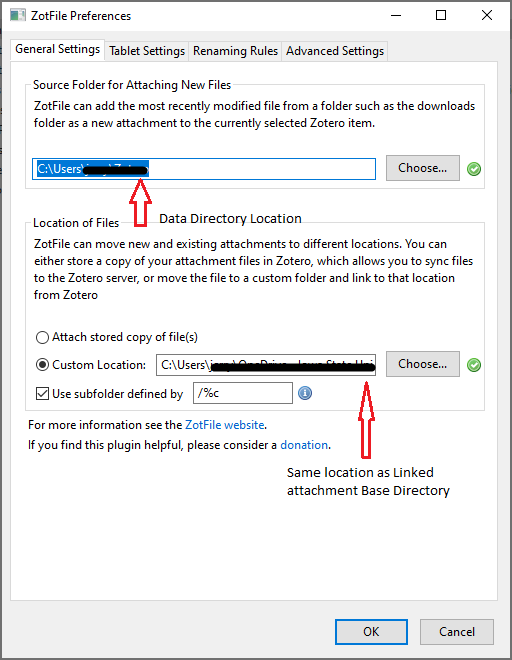 ZotFile Preferences
General Settings Tablet Settings Renaming Rules Advanced Settings
Source Folder for Attaching New Files
ZotFile can add the most recently modified file from a folder such as the downloads
folder as a new attachment to the currently selected Zotero item.
C:\Users\
Choose...
Data Directory Location
Location of Files
ZotFile can move new and existing attachments to different locations. You can
either store a copy of your attachment files in Zotero, which allows you to sync files
to the Zotero server, or move the file to a custom folder and link to that location
from Zotero
Attach stored copy of file(s)
Custom Location: C:\Users\ Choose...
Use subfolder defined by /%c
For more information see the ZotFile website.
If you find this plugin helpful, please consider a donation.
Same location as Linked
attachment Base Directory
OK Cancel